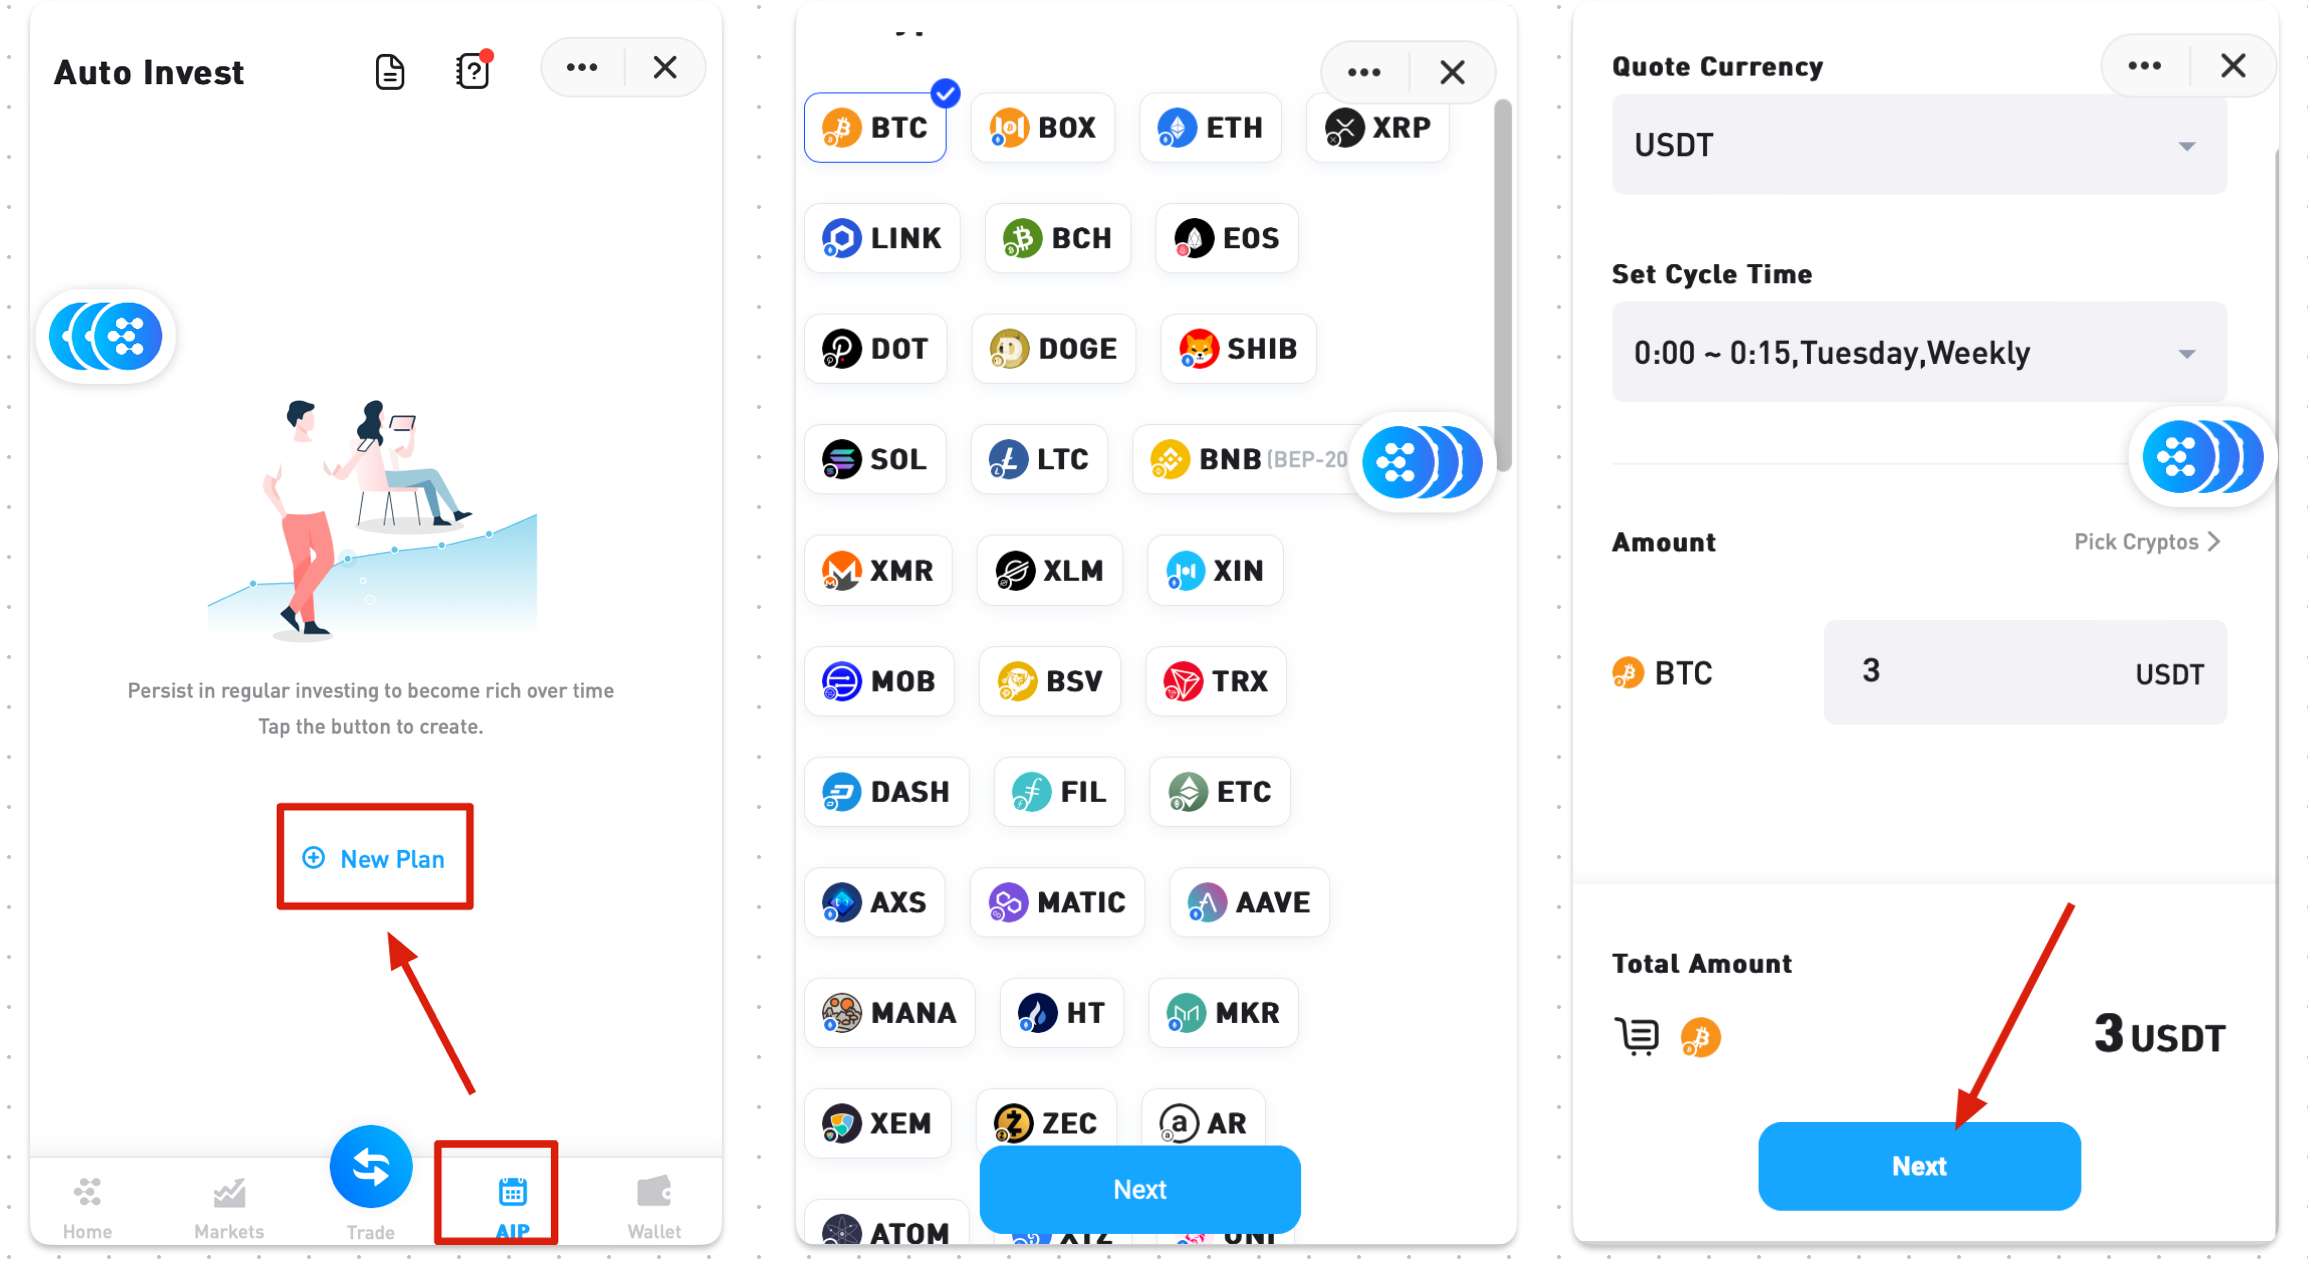 Auto Invest
Persist in regular investing to become rich over time
Tap the button to create.
New Plan
Home
Markets
Trade
AIP
Wallet
BTC
BOX
ETH
XRP
LINK
BCH
EOS
DOT
DOGE
SHIB
SOL
LTC
BNB (BEP-20
XMR
XLM
XIN
MOB
BSV
TRX
DASH
FIL
ETC
AXS
MATIC
AAVE
MANA
HT
MKR
XEM
ZEC
AR
Next
ATOM
XTZ
UNI
Quote Currency
USDT
Set Cycle Time
0:00 ~ 0:15,Tuesday,Weekly
Amount
Pick Cryptos
BTC
3
USDT
Total Amount
3 USDT
Next